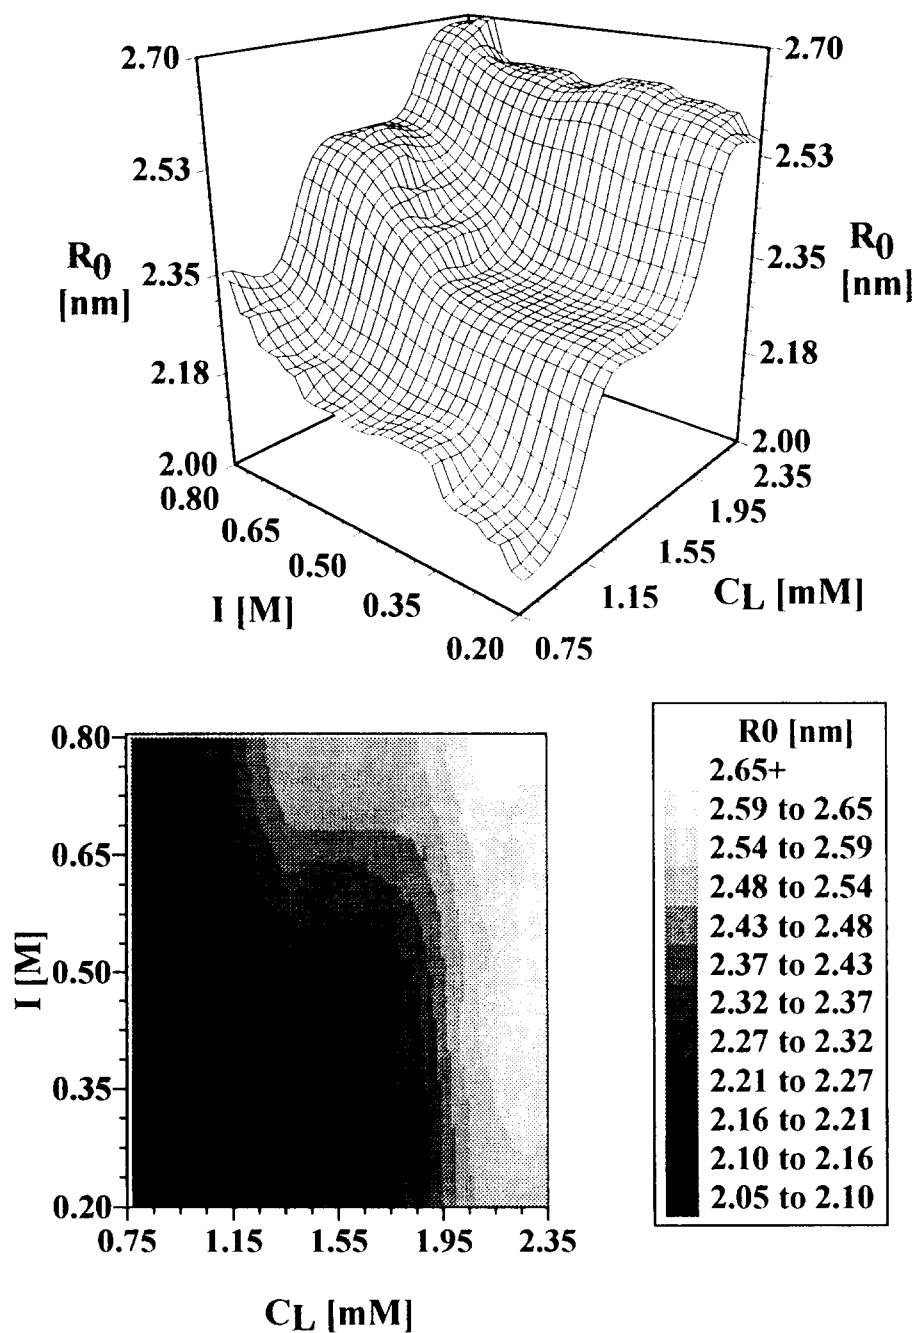 2.70
2.70
2.53
2.53
R0
[nm]
2.35
R0
[nm]
2.35
2.18
2.18
2.00
0.80
2.00
2.35
0.65
1.95
0.50
1.55
I [M]
0.35
1.15
CL [mM]
0.20
0.75
0.80
0.65
0.50
0.35
0.20
I [M]
0.75 1.15 1.55 1.95 2.35
CL [mM]
R0 [nm]
2.65+
2.59 to 2.65
2.54 to 2.59
2.48 to 2.54
2.43 to 2.48
2.37 to 2.43
2.32 to 2.37
2.27 to 2.32
2.21 to 2.27
2.16 to 2.21
2.10 to 2.16
2.05 to 2.10